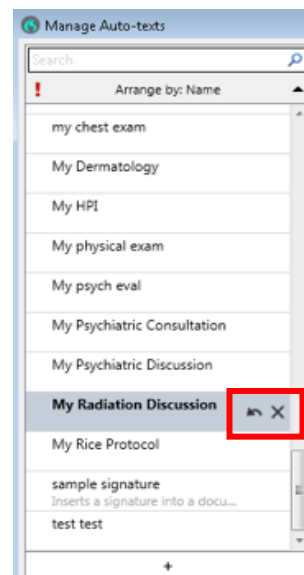 Manage Auto-texts
Search
! Arrange by: Name
my chest exam
My Dermatology
My HPI
My physical exam
My psych eval
My Psychiatric Consultation
My Psychiatric Discussion
My Radiation Discussion
My Rice Protocol
sample signature
Inserts a signature into a docu...
test test
+